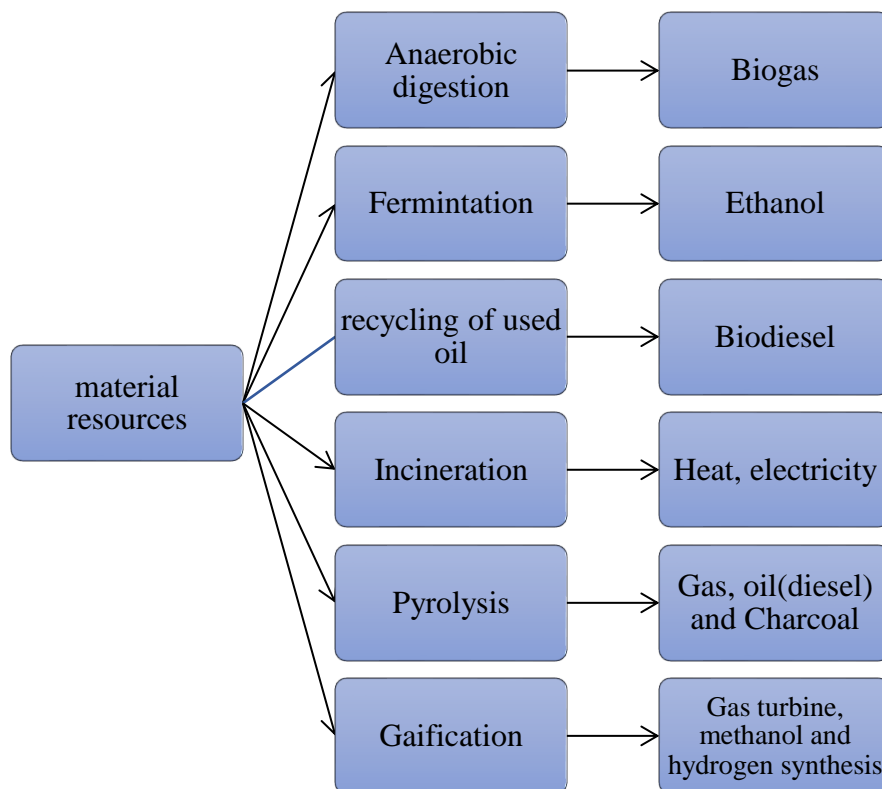 Anaerobic
digestion
Biogas
Fermintation
Ethanol
recycling of used
oil
Biodiesel
material
resources
Incineration
Heat, electricity
Pyrolysis
Gas, oil(diesel)
and Charcoal
Gaification
Gas turbine,
methanol and
hydrogen synthesis